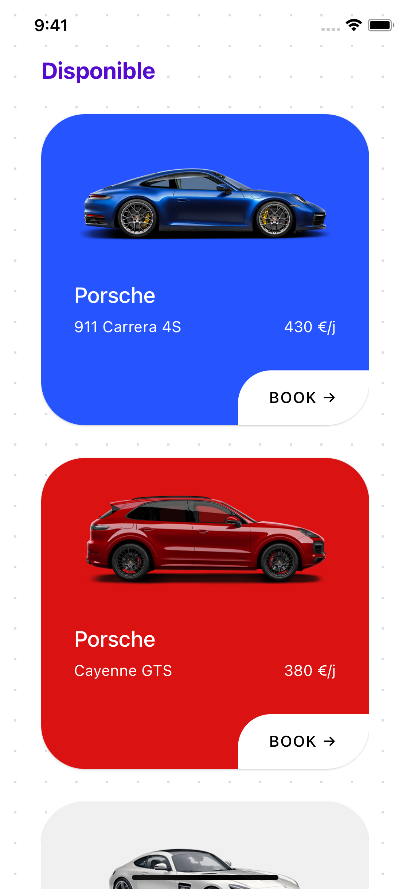 9:41
Disponible
Porsche
911 Carrera 4S 430 €/j
BOOK →
Porsche
Cayenne GTS 380 €/j
BOOK →